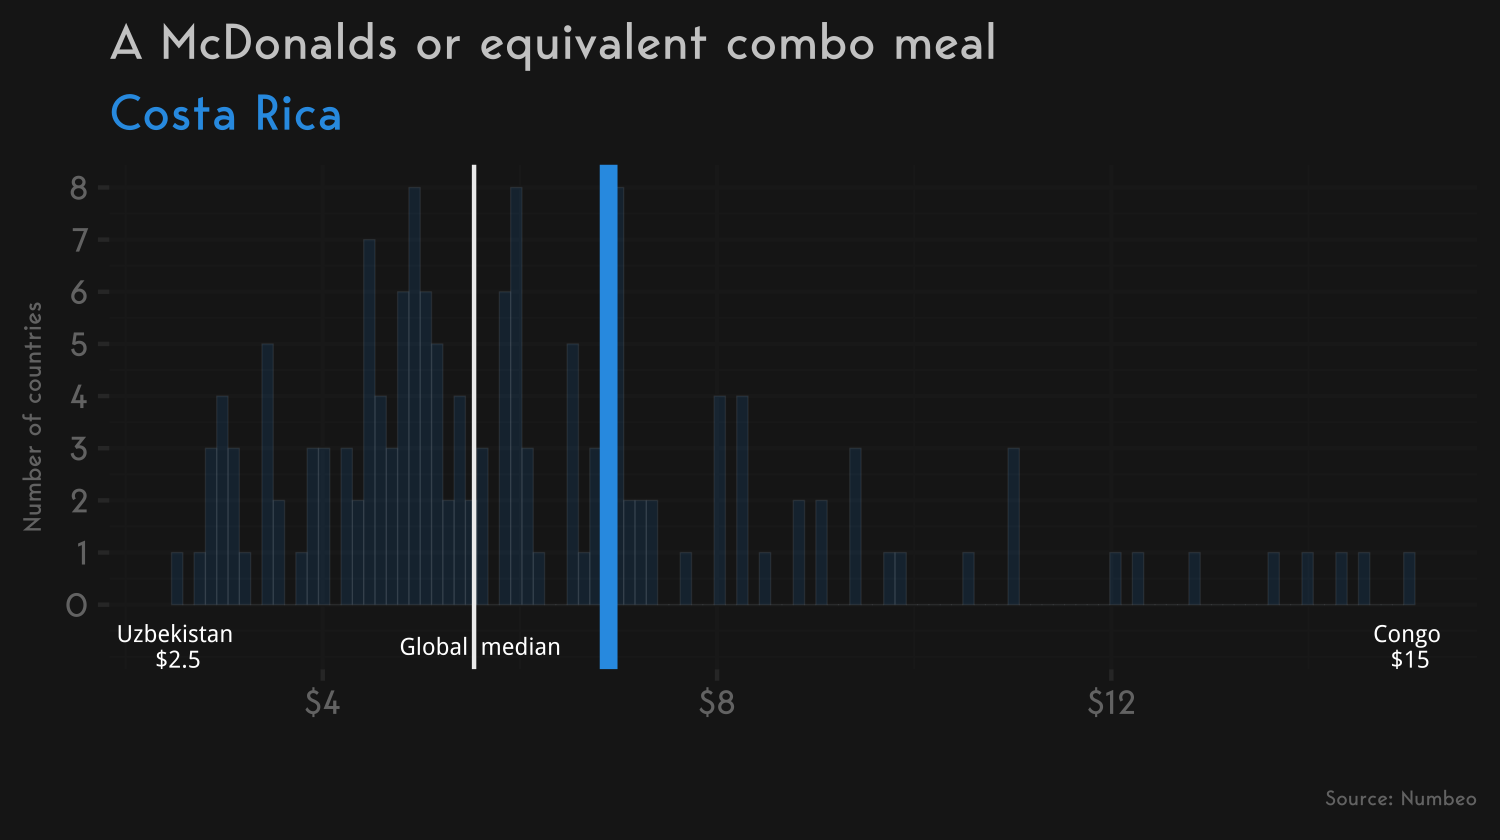 A McDonalds or equivalent combo meal
Costa Rica
Number of countries
8
7
6
5
4
3
2
1
0
Uzbekistan
$2.5
Global median
Congo
$15
$4
$8
$12
Source: Numbeo